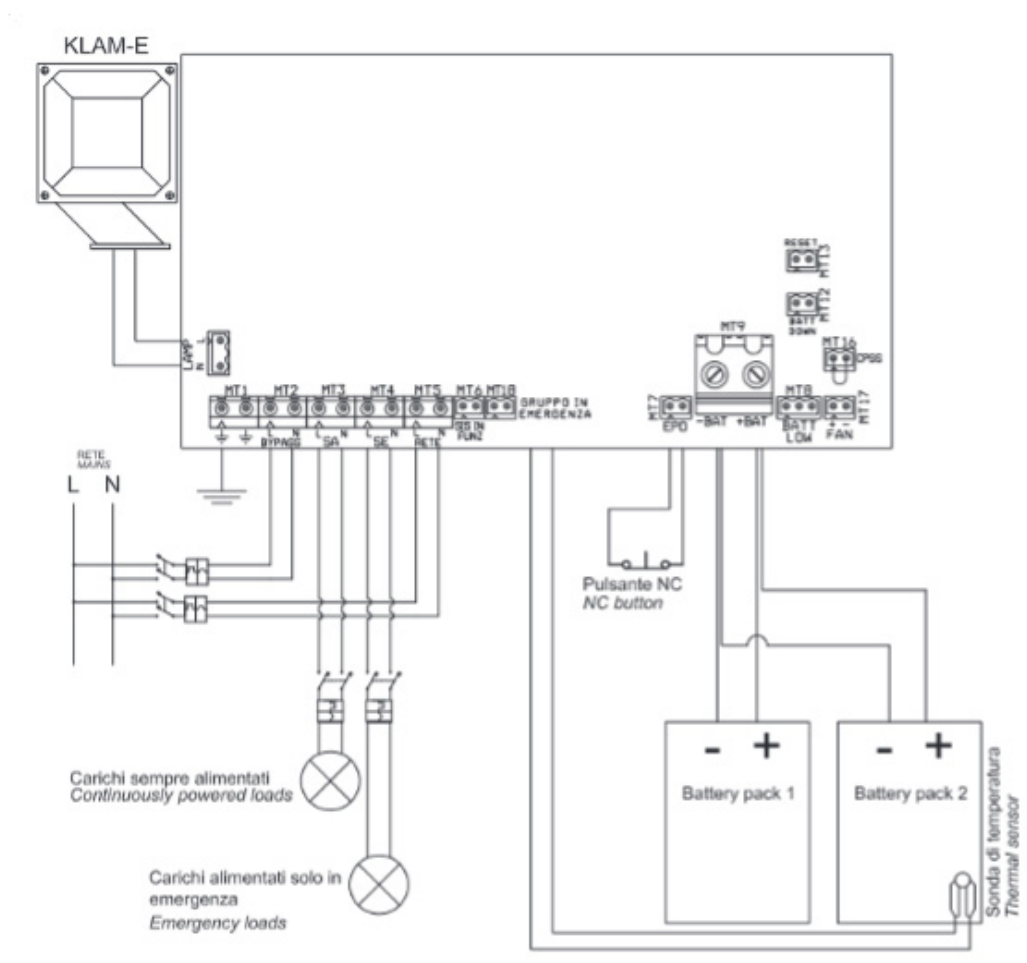 KLAM-E
RESET
MT13
MT12
BATT
DOWN
MT9
MT16
CPSS
LAMP
L
N
MT1 MT2 MT3 MT4 MT5 MT6 MT18
GRUPPO IN
EMERGENZA
MT7
MT8
MT17
L N L N L N L N
BYPASS SA SE RETE
SIS IN
FUNZ
EPO
-BAT +BAT
BATT
LOW
+ -
FAN
RETE
MAINS
L N
Pulsante NC
NC button
- +
Battery pack 1
- +
Battery pack 2
Carichi sempre alimentati
Continuously powered loads
Carichi alimentati solo in
emergenza
Emergency loads
Sonda di temperatura
Thermal sensor